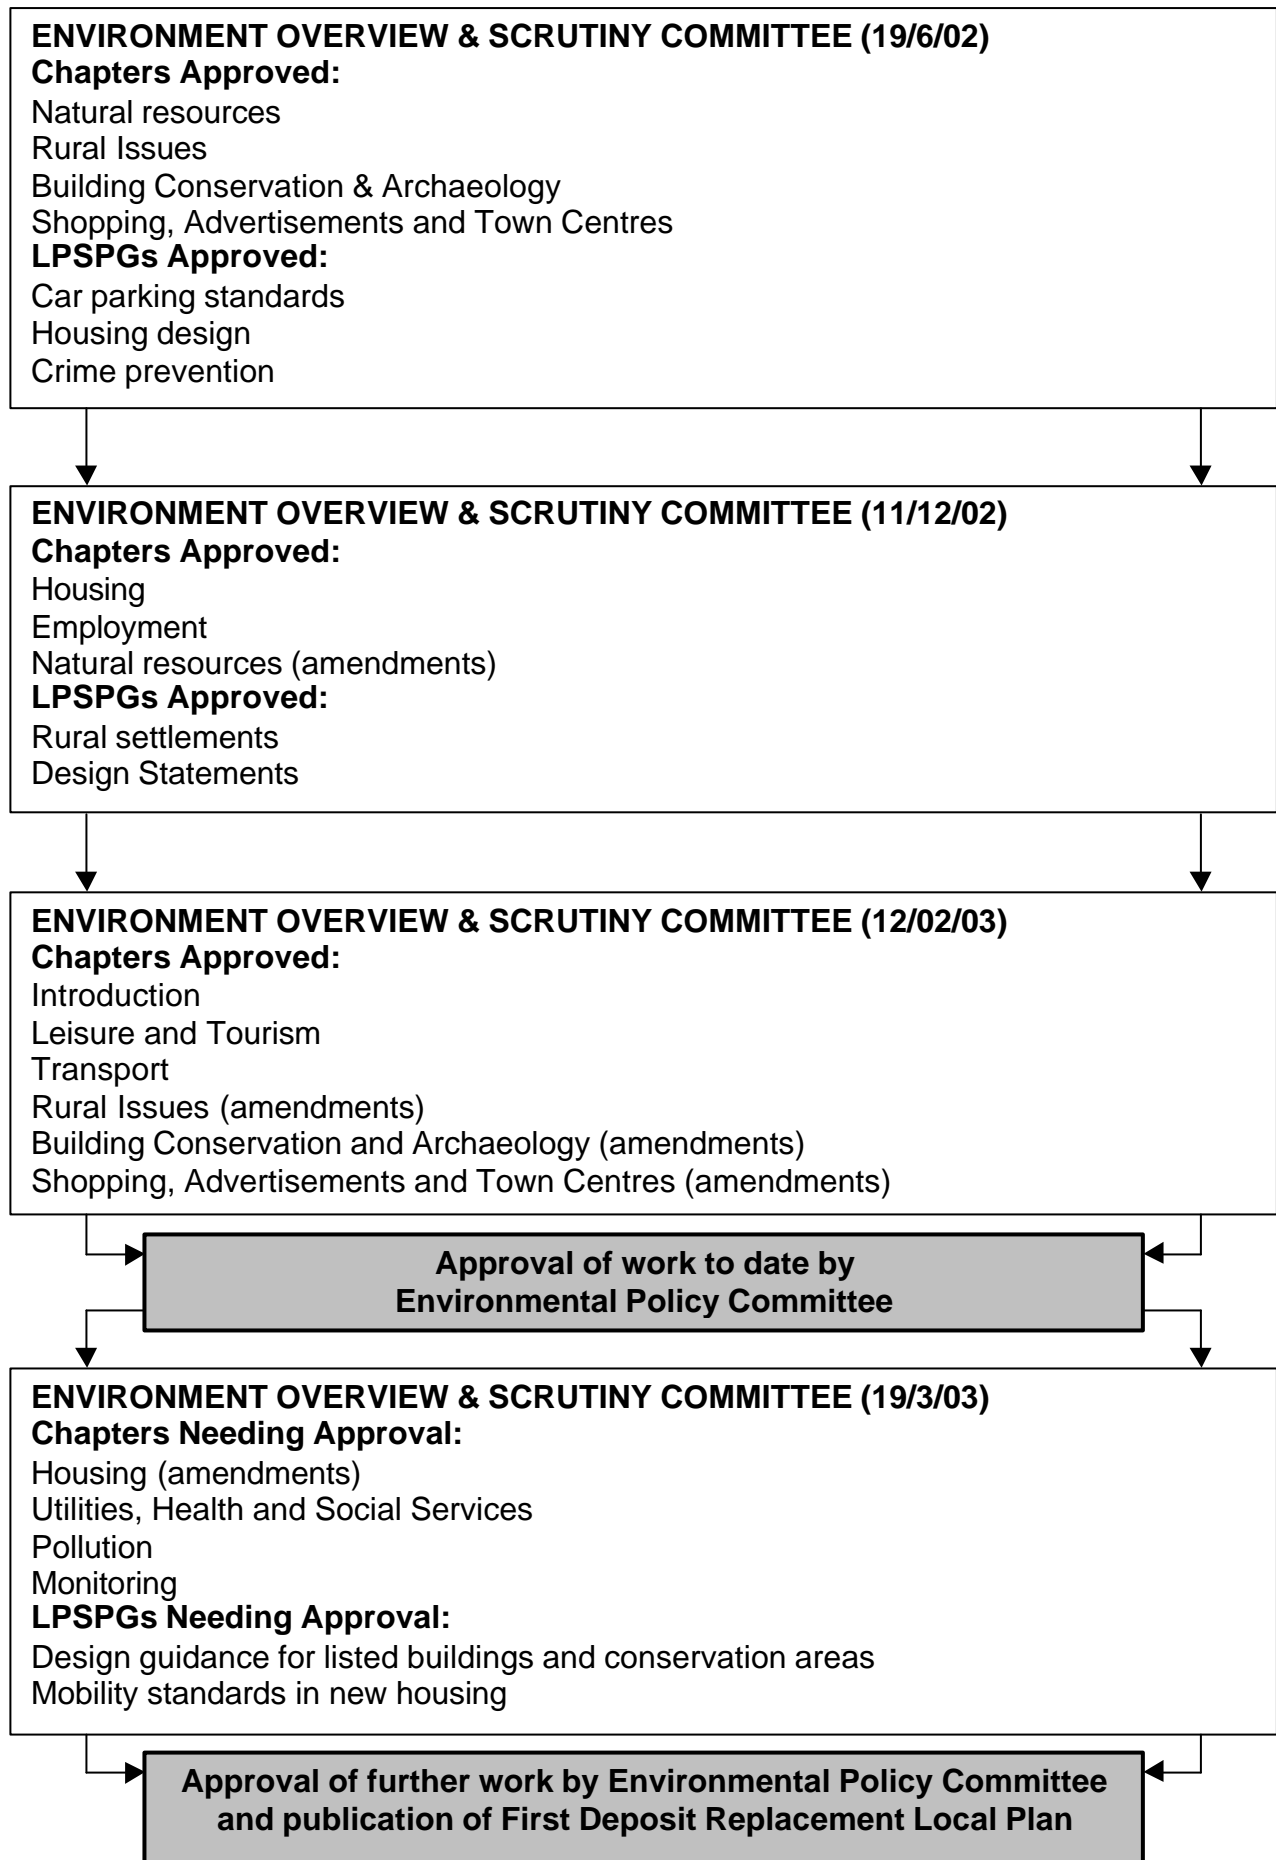 ENVIRONMENT OVERVIEW & SCRUTINY COMMITTEE (19/6/02)
Chapters Approved:
Natural resources
Rural Issues
Building Conservation & Archaeology
Shopping, Advertisements and Town Centres
LPSPGs Approved:
Car parking standards
Housing design
Crime prevention
ENVIRONMENT OVERVIEW & SCRUTINY COMMITTEE (11/12/02)
Chapters Approved:
Housing
Employment
Natural resources (amendments)
LPSPGs Approved:
Rural settlements
Design Statements
ENVIRONMENT OVERVIEW & SCRUTINY COMMITTEE (12/02/03)
Chapters Approved:
Introduction
Leisure and Tourism
Transport
Rural Issues (amendments)
Building Conservation and Archaeology (amendments)
Shopping, Advertisements and Town Centres (amendments)
Approval of work to date by
Environmental Policy Committee
ENVIRONMENT OVERVIEW & SCRUTINY COMMITTEE (19/3/03)
Chapters Needing Approval:
Housing (amendments)
Utilities, Health and Social Services
Pollution
Monitoring
LPSPGs Needing Approval:
Design guidance for listed buildings and conservation areas
Mobility standards in new housing
Approval of further work by Environmental Policy Committee
and publication of First Deposit Replacement Local Plan